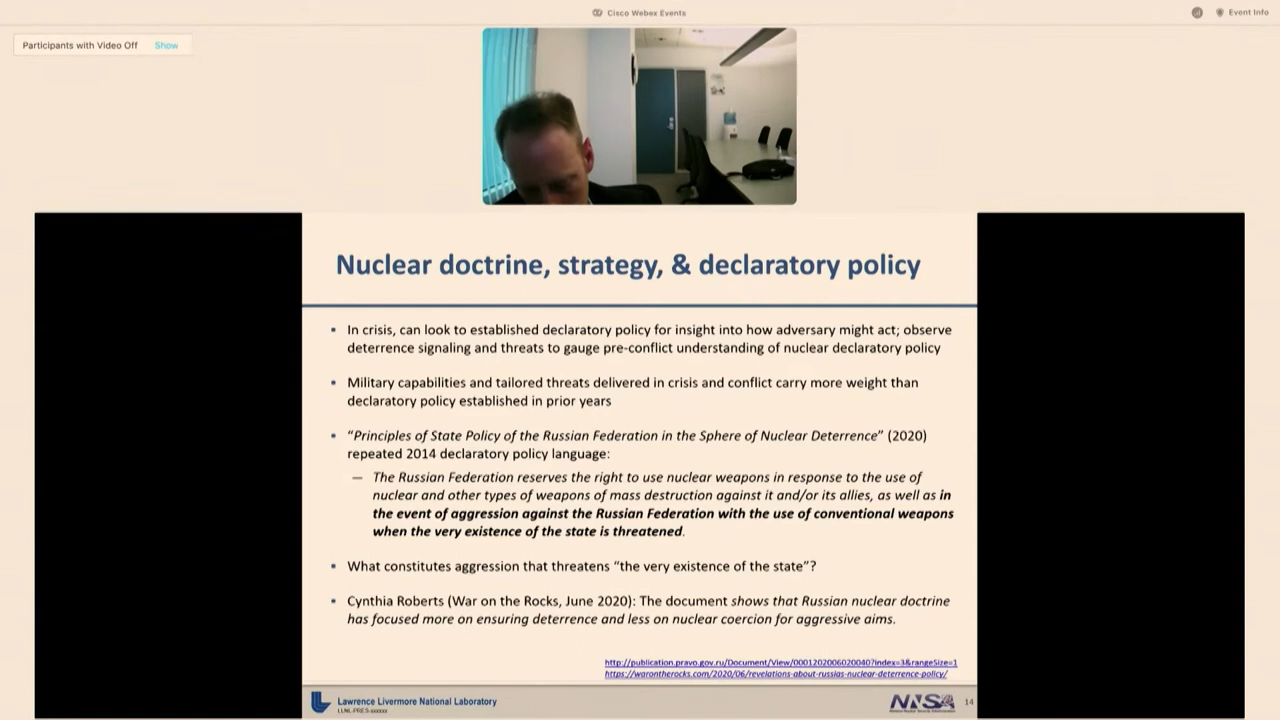 Cisco Webex Events
Event Info
Participants with Video Off Show
Nuclear doctrine, strategy, & declaratory policy
• In crisis, can look to established declaratory policy for insight into how adversary might act; observe
deterrence signaling and threats to gauge pre-conflict understanding of nuclear declaratory policy
• Military capabilities and tailored threats delivered in crisis and conflict carry more weight than
declaratory policy established in prior years
• “Principles of State Policy of the Russian Federation in the Sphere of Nuclear Deterrence” (2020)
repeated 2014 declaratory policy language:
— The Russian Federation reserves the right to use nuclear weapons in response to the use of
nuclear and other types of weapons of mass destruction against it and/or its allies, as well as in
the event of aggression against the Russian Federation with the use of conventional weapons
when the very existence of the state is threatened.
• What constitutes aggression that threatens “the very existence of the state”?
• Cynthia Roberts (War on the Rocks, June 2020): The document shows that Russian nuclear doctrine
has focused more on ensuring deterrence and less on nuclear coercion for aggressive aims.
http://publication.pravo.gov.ru/Document/View/0001202006020040?index=3&rangeSize=1
https://warontherocks.com/2020/06/revelations-about-russias-nuclear-deterrence-policy/
Lawrence Livermore National Laboratory
LLNL-PRES-xxxxxx
NNSA
14